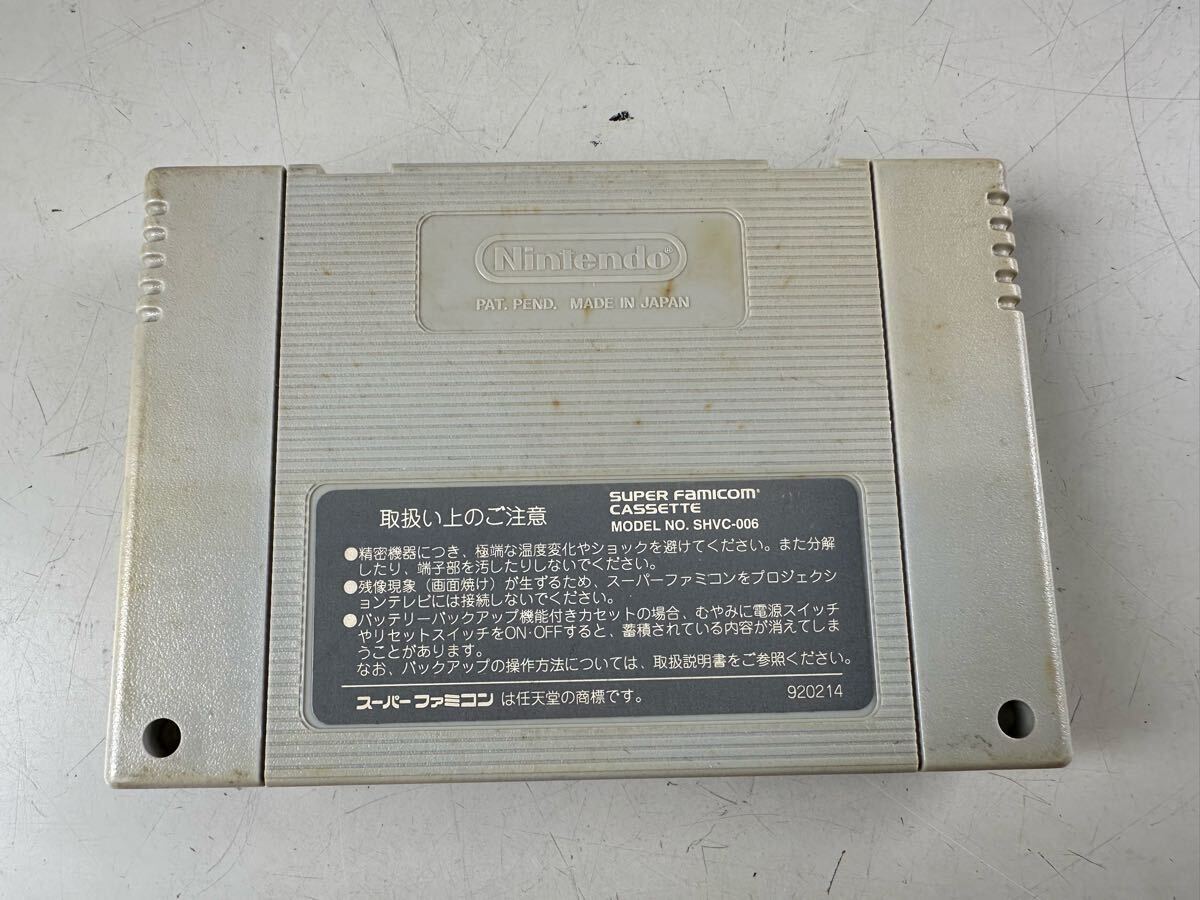 Nintendo®
PAT. PEND. MADE IN JAPAN
取扱い上のご注意
SUPER FAMICOM
CASSETTE
MODEL NO. SHVC-006
●精密機器につき、極端な温度変化やショックを避けてください。また分解
したり、端子部を汚したりしないでください。
●残像現象（画面焼け）が生ずるため、スーパーファミコンをプロジェクシ
ョンテレビには接続しないでください。
●バッテリーバックアップ機能付きカセットの場合、むやみに電源スイッチ
やリセットスイッチをON·OFFすると、蓄積されている内容が消えてしま
うことがあります。
なお、バックアップの操作方法については、取扱説明書をご参照ください。
スーパーファミコン は任天堂の商標です。
920214